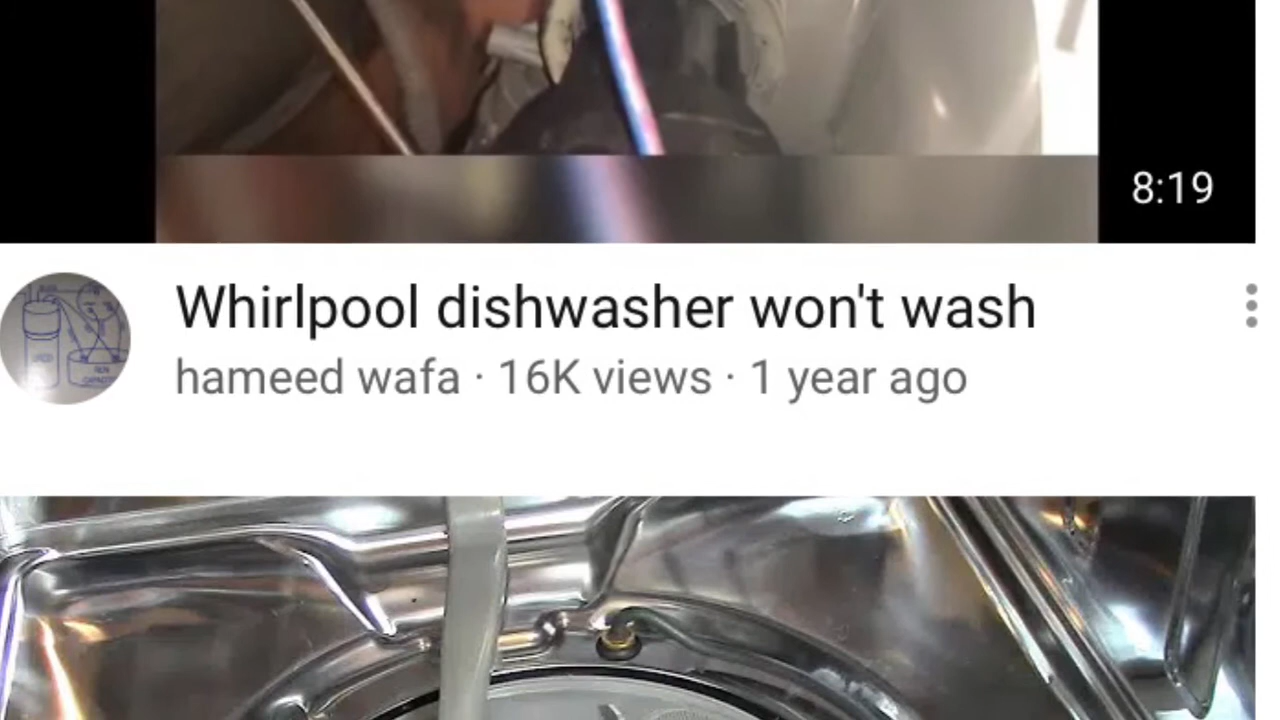 8:19
Whirlpool dishwasher won't wash
hameed wafa · 16K views · 1 year ago